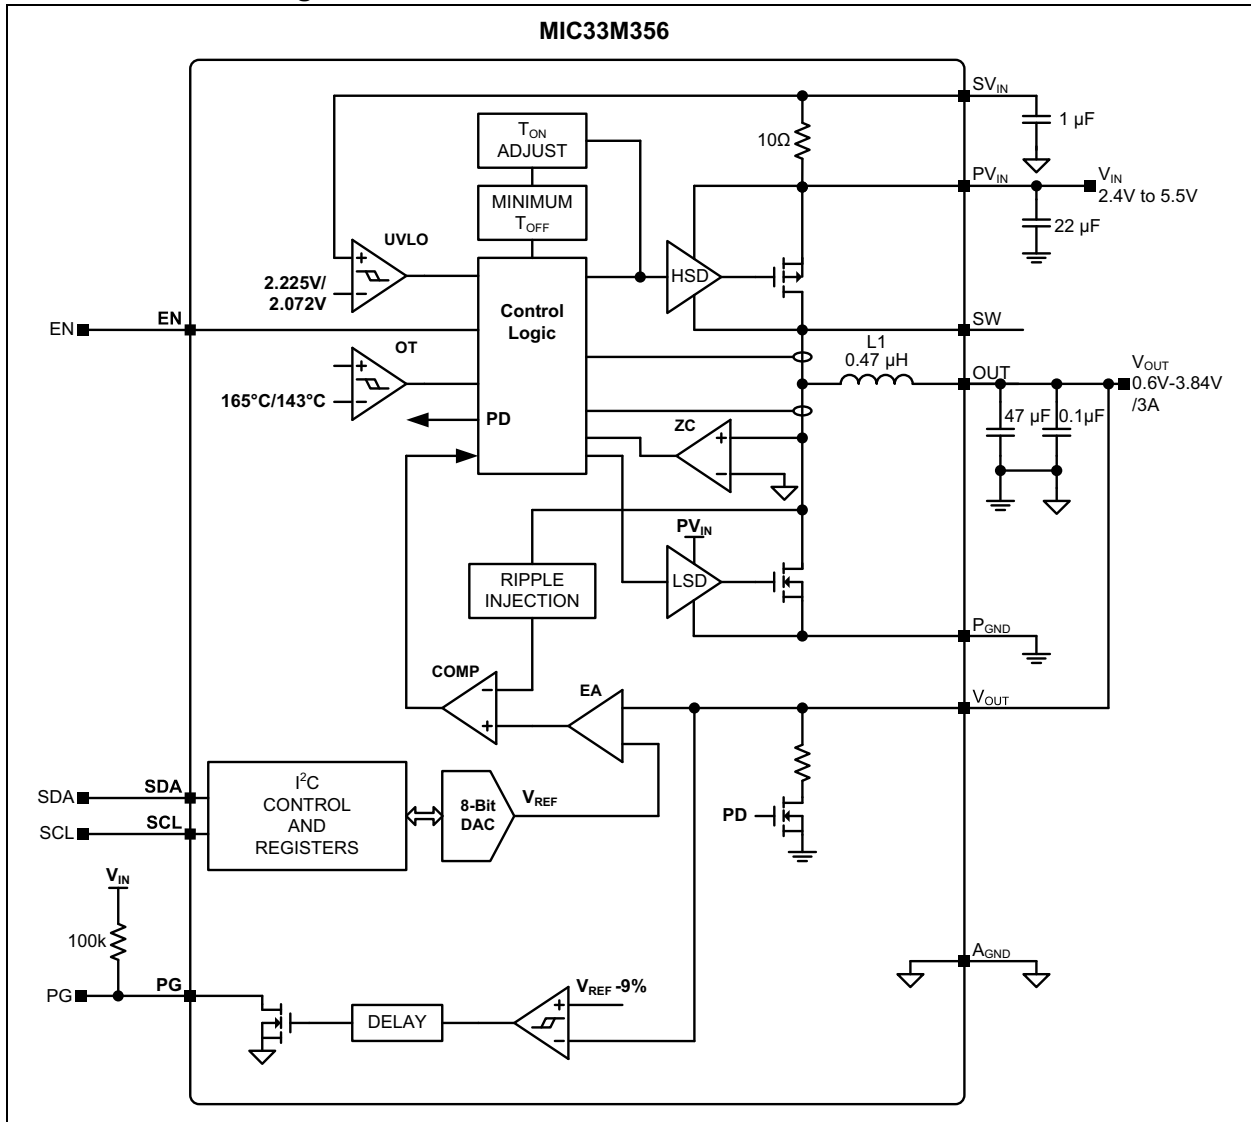 MIC33M356
SVIN
1 µF
10Ω
TON
ADJUST
PVIN
VIN
2.4V to 5.5V
MINIMUM
TOFF
22 µF
UVLO
+
−
2.225V/
2.072V
HSD
Control
Logic
EN
EN
SW
OT
+
−
165°C/143°C
L1
0.47 µH
OUT
VOUT
0.6V-3.84V
/3A
PD
47 µF
0.1µF
ZC
+
−
PVIN
LSD
RIPPLE
INJECTION
PGND
COMP
−
+
EA
VOUT
I2C
CONTROL
AND
REGISTERS
SDA
SDA
SCL
SCL
8-Bit
DAC
VREF
PD
VIN
100k
AGND
PG
PG
DELAY
VREF -9%
+
−